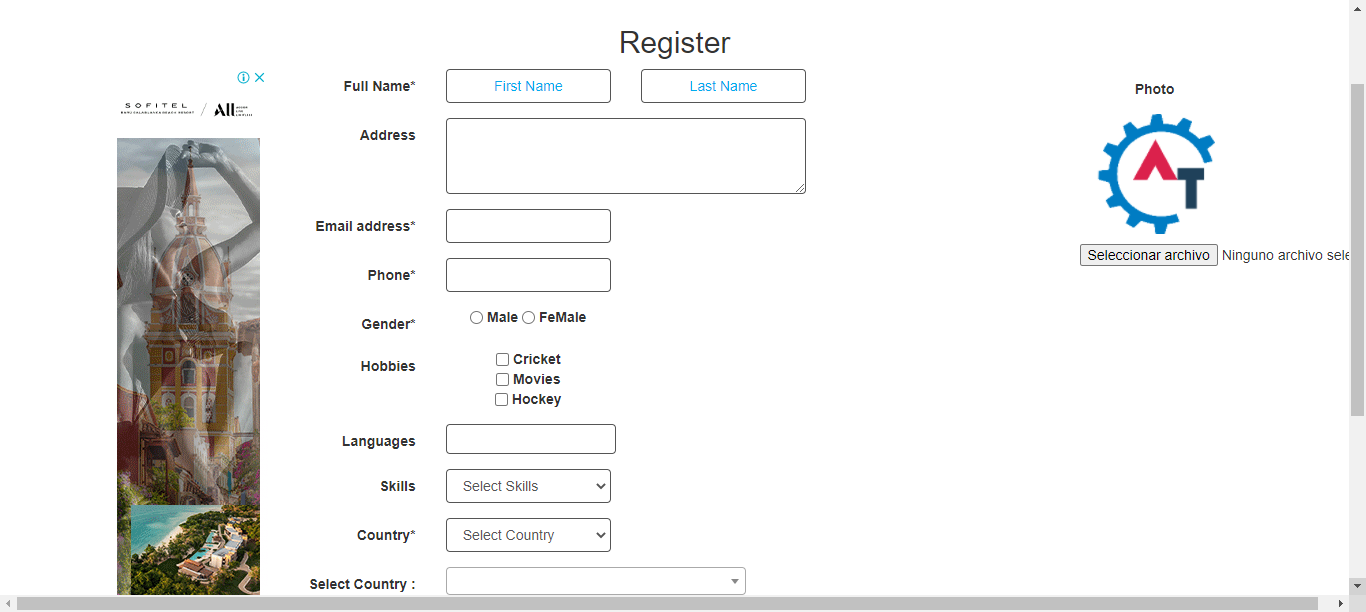 Register
SOFITEL
ALL
Full Name*
First Name
Last Name
Address
Email address*
Phone*
Gender*
Male
FeMale
Hobbies
Cricket
Movies
Hockey
Languages
Skills
Select Skills
Country*
Select Country
Select Country :
Photo
AT
Seleccionar archivo
Ninguno archivo sele